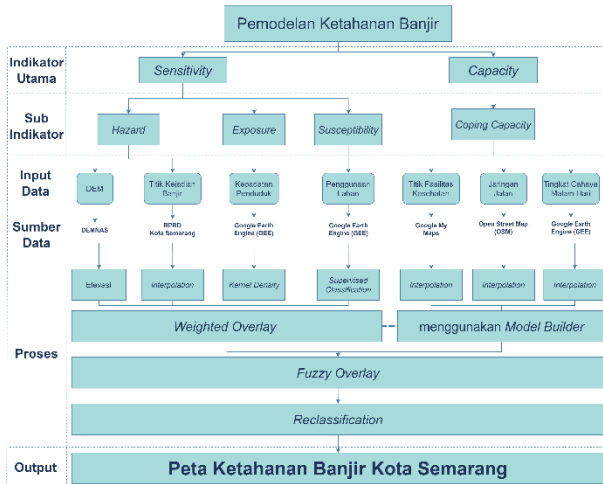 Pemodelan Ketahanan Banjir
Indikator
Utama
Sensitivity
Capacity
Sub
Indikator
Hazard
Exposure
Susceptibility
Coping Capacity
Input
Data
DEM
Titik Kejadian
Banjir
Kepadatan
Penduduk
Penggunaan
Lahan
Titik Fasilitas
Kesehatan
Jaringan
Jalan
Tingkat Cahaya
Malam Hari
Sumber
Data
DEMNAS
BPBD
Kota Semarang
Google Earth
Engine (GEE)
Google Earth
Engine (GEE)
Google My
Maps
Open Street Map
(OSM)
Google Earth
Engine (GEE)
Elevasi
Interpolation
Kernel Density
Supervised
Classification
Interpolation
Interpolation
Interpolation
Proses
Weighted Overlay
menggunakan Model Builder
Fuzzy Overlay
Reclassification
Output
Peta Ketahanan Banjir Kota Semarang